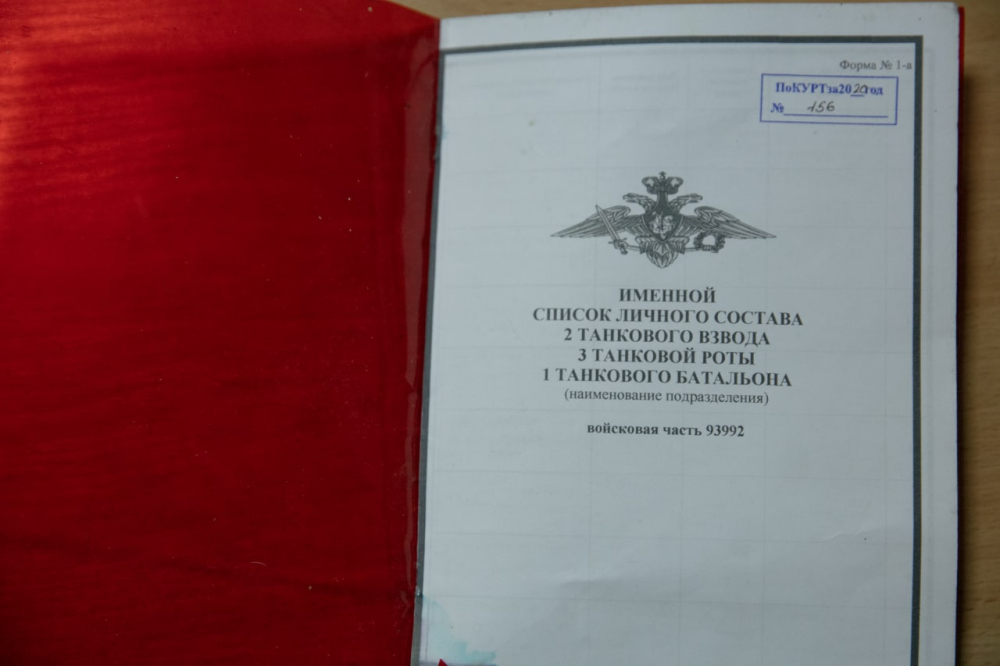 Форма № 1-а
ПоКУРТза2020год
№ 156
ИМЕННОЙ
СПИСОК ЛИЧНОГО СОСТАВА
2 ТАНКОВОГО ВЗВОДА
3 ТАНКОВОЙ РОТЫ
1 ТАНКОВОГО БАТАЛЬОНА
(наименование подразделения)
войсковая часть 93992